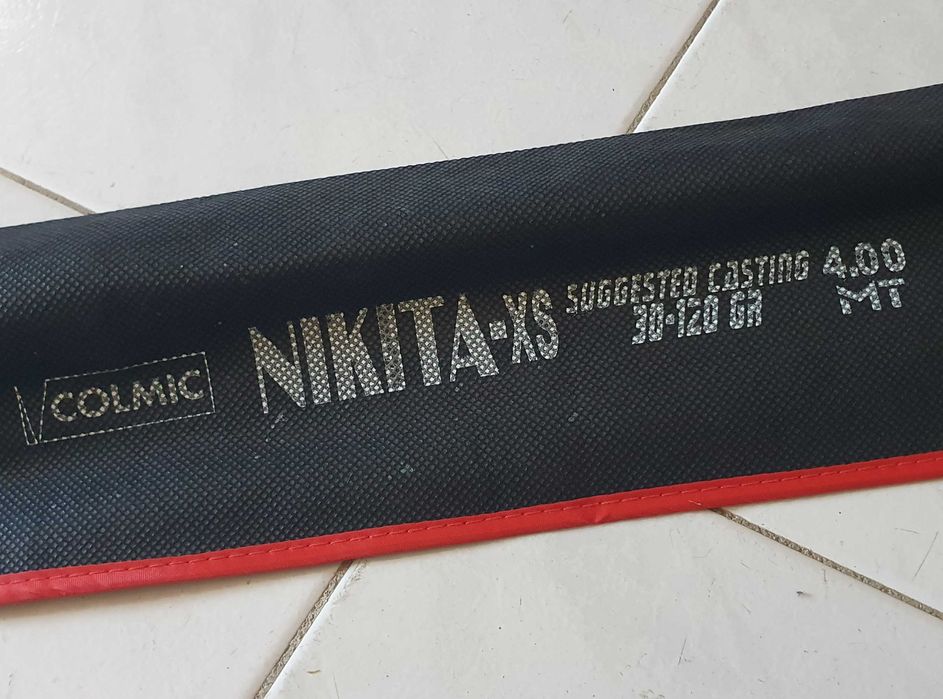 COLMIC
NIKITA-XS
SUGGESTED CASTING
30-120 GR
4.00
MT